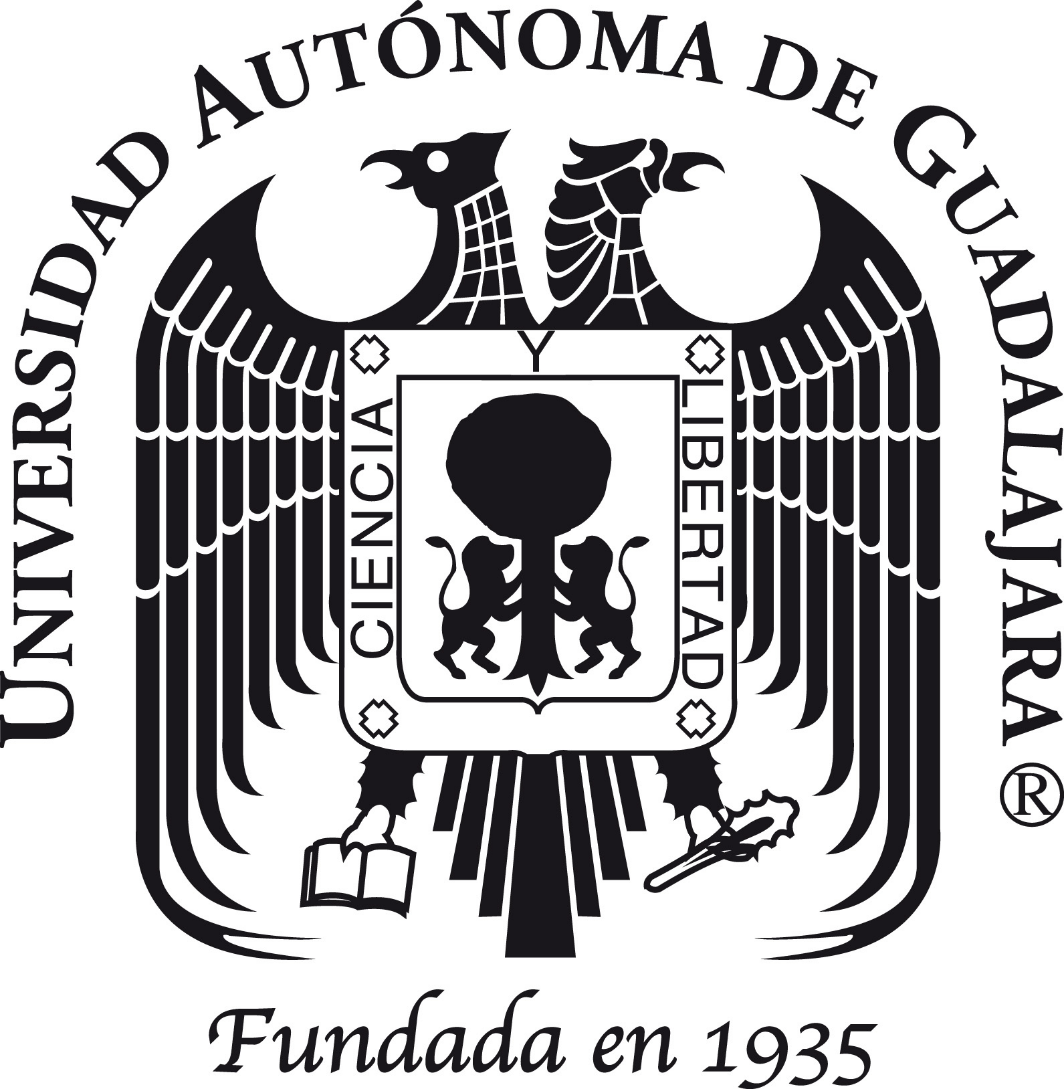 UNIVERSIDAD AUTÓNOMA DE GUADALAJARA ®
CIENCIA
Y
LIBERTAD
Fundada en 1935